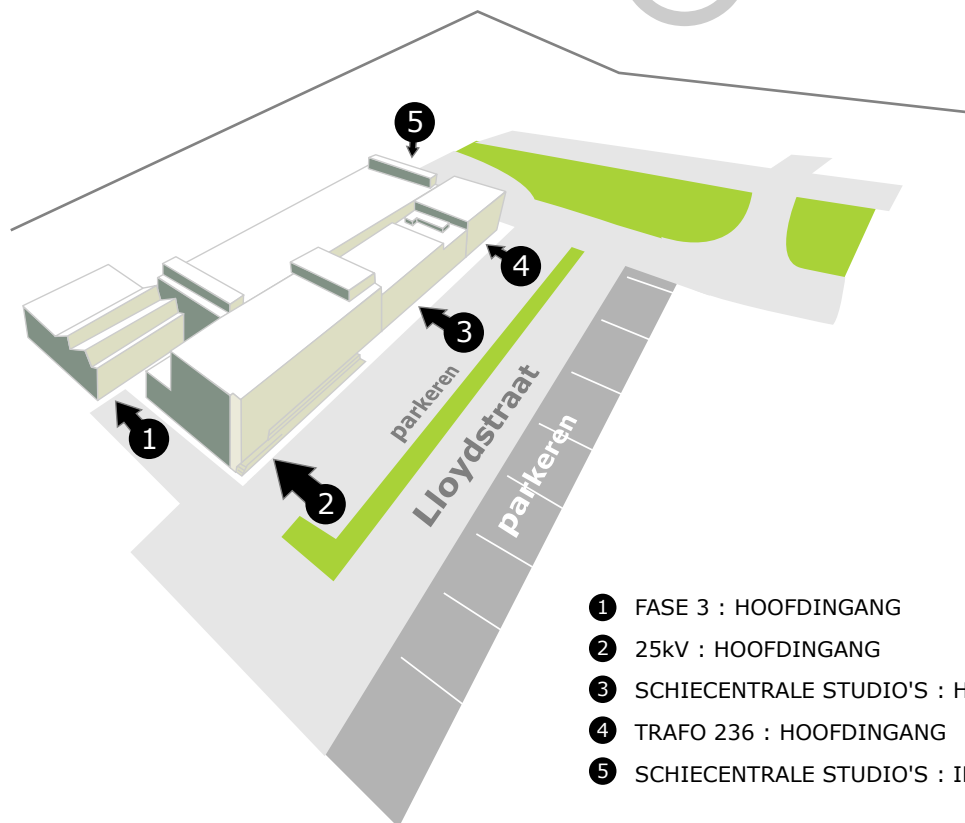 5
4
3
parkeren
Lloydstraat
parkeren
1
2
1 FASE 3 : HOOFDINGANG
2 25kV : HOOFDINGANG
3 SCHIECENTRALE STUDIO'S : H
4 TRAFO 236 : HOOFDINGANG
5 SCHIECENTRALE STUDIO'S :